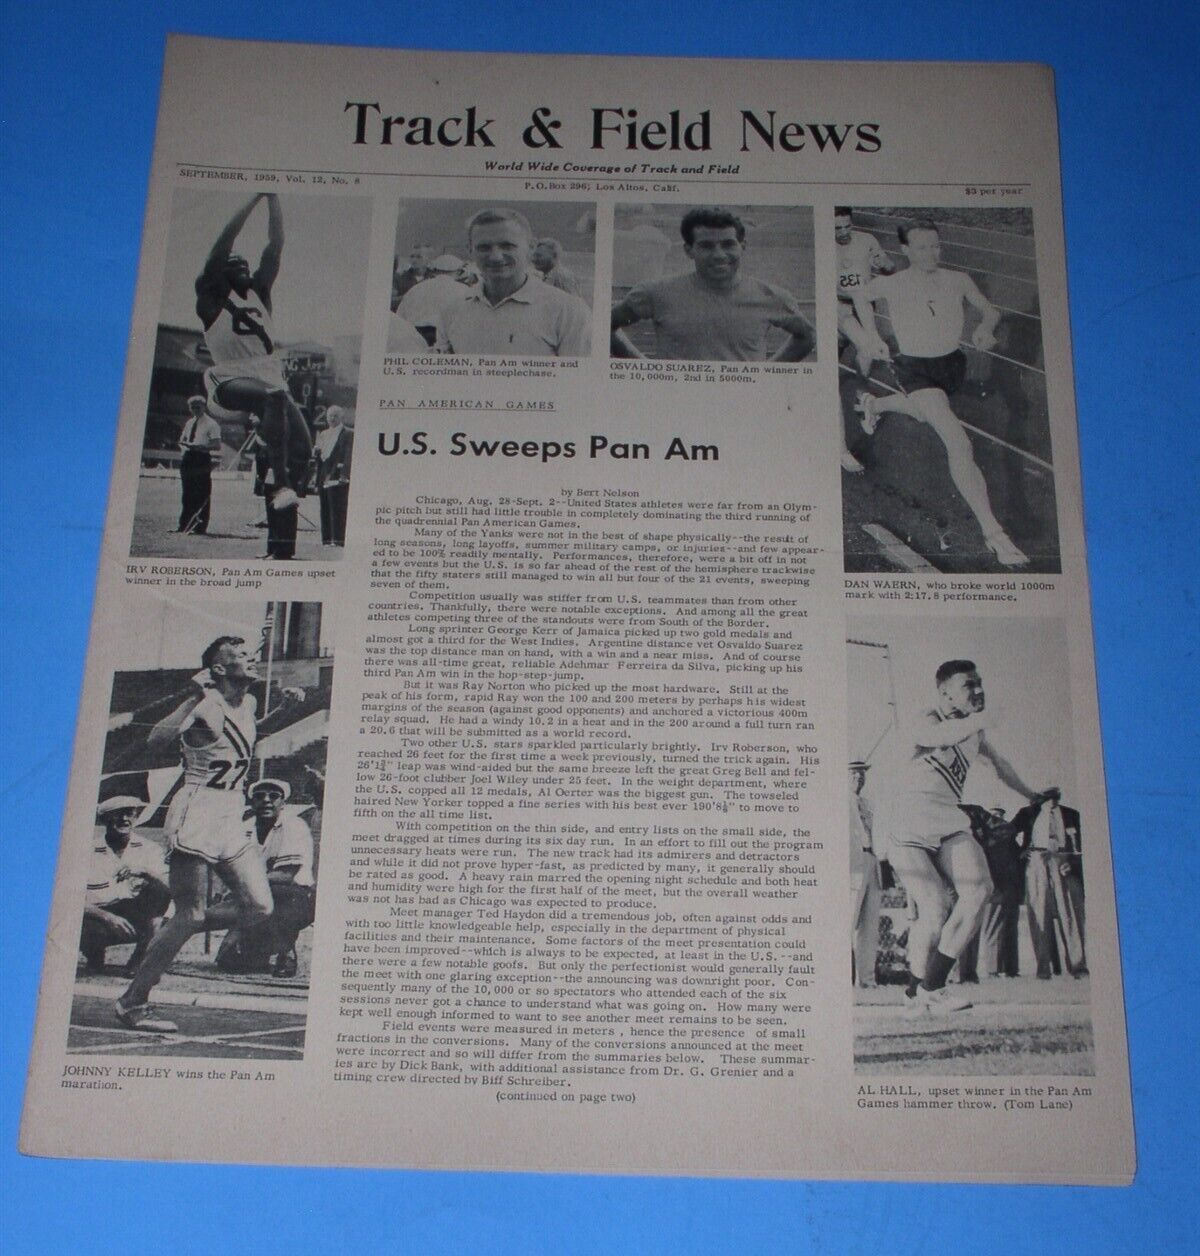 Track & Field News
World Wide Coverage of Track and Field
SEPTEMBER, 1959, Vol. 12, No. 8
P.O. Box 296; Los Altos, Calif.
$3 per year
PHIL COLEMAN, Pan Am winner and
U.S. recordman in steeplechase.
OSVALDO SUAREZ, Pan Am winner in
the 10,000m, 2nd in 5000m.
IRV ROBERSON, Pan Am Games upset
winner in the broad jump
DAN WAERN, who broke world 1000m
mark with 2:17.8 performance.
PAN AMERICAN GAMES
U.S. Sweeps Pan Am
by Bert Nelson
Chicago, Aug. 28-Sept. 2--United States athletes were far from an Olym-
pic pitch but still had little trouble in completely dominating the third running of
the quadrennial Pan American Games.
Many of the Yanks were not in the best of shape physically--the result of
long seasons, long layoffs, summer military camps, or injuries--and few appear-
ed to be 100% readily mentally. Performances, therefore, were a bit off in not
a few events but the U.S. is so far ahead of the rest of the hemisphere trackwise
that the fifty staters still managed to win all but four of the 21 events, sweeping
seven of them.
Competition usually was stiffer from U.S. teammates than from other
countries. Thankfully, there were notable exceptions. And among all the great
athletes competing three of the standouts were from South of the Border.
Long sprinter George Kerr of Jamaica picked up two gold medals and
almost got a third for the West Indies. Argentine distance vet Osvaldo Suarez
was the top distance man on hand, with a win and a near miss. And of course
there was all-time great, reliable Adehmar Ferreira da Silva, picking up his
third Pan Am win in the hop-step-jump.
But it was Ray Norton who picked up the most hardware. Still at the
peak of his form, rapid Ray won the 100 and 200 meters by perhaps his widest
margins of the season (against good opponents) and anchored a victorious 400m
relay squad. He had a windy 10.2 in a heat and in the 200 around a full turn ran
a 20.6 that will be submitted as a world record.
Two other U.S. stars sparkled particularly brightly. Irv Roberson, who
reached 26 feet for the first time a week previously, turned the trick again. His
26'1¾" leap was wind-aided but the same breeze left the great Greg Bell and fel-
low 26-foot clubber Joel Wiley under 25 feet. In the weight department, where
the U.S. copped all 12 medals, Al Oerter was the biggest gun. The towseled
haired New Yorker topped a fine series with his best ever 190'8½" to move to
fifth on the all time list.
With competition on the thin side, and entry lists on the small side, the
meet dragged at times during its six day run. In an effort to fill out the program
unnecessary heats were run. The new track had its admirers and detractors
and while it did not prove hyper-fast, as predicted by many, it generally should
be rated as good. A heavy rain marred the opening night schedule and both heat
and humidity were high for the first half of the meet, but the overall weather
was not has bad as Chicago was expected to produce.
Meet manager Ted Haydon did a tremendous job, often against odds and
with too little knowledgeable help, especially in the department of physical
facilities and their maintenance. Some factors of the meet presentation could
have been improved--which is always to be expected, at least in the U.S.--and
there were a few notable goofs. But only the perfectionist would generally fault
the meet with one glaring exception--the announcing was downright poor. Con-
sequently many of the 10,000 or so spectators who attended each of the six
sessions never got a chance to understand what was going on. How many were
kept well enough informed to want to see another meet remains to be seen.
Field events were measured in meters, hence the presence of small
fractions in the conversions. Many of the conversions announced at the meet
were incorrect and so will differ from the summaries below. These summar-
ies are by Dick Bank, with additional assistance from Dr. G. Grenier and a
timing crew directed by Biff Schreiber.
(continued on page two)
27
JOHNNY KELLEY wins the Pan Am
marathon.
AL HALL, upset winner in the Pan Am
Games hammer throw. (Tom Lane)